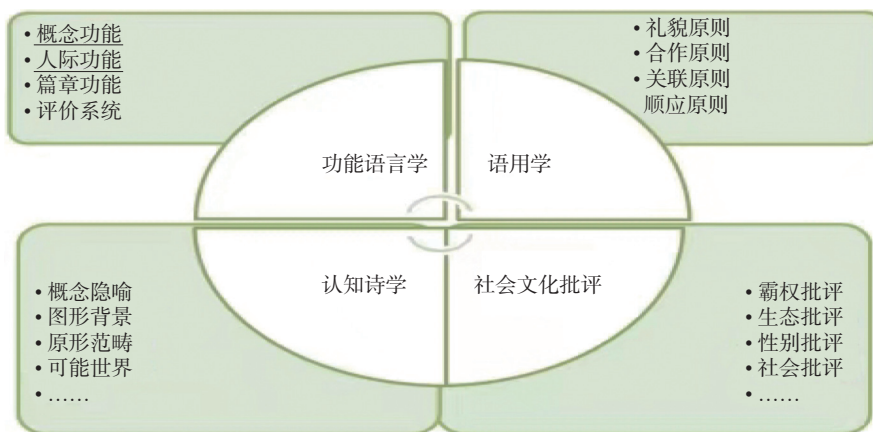 • 概念功能
• 人际功能
• 篇章功能
• 评价系统
• 礼貌原则
• 合作原则
• 关联原则
顺应原则
功能语言学
语用学
认知诗学
社会文化批评
• 概念隐喻
• 图形背景
• 原形范畴
• 可能世界
• ……
• 霸权批评
• 生态批评
• 性别批评
• 社会批评
• ……